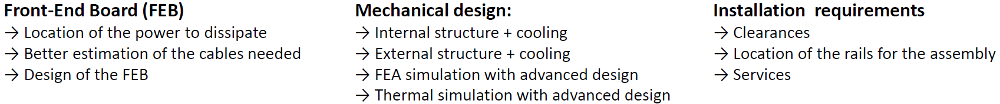 Front-End Board (FEB)
→ Location of the power to dissipate
→ Better estimation of the cables needed
→ Design of the FEB
Mechanical design:
→ Internal structure + cooling
→ External structure + cooling
→ FEA simulation with advanced design
→ Thermal simulation with advanced design
Installation requirements
→ Clearances
→ Location of the rails for the assembly
→ Services